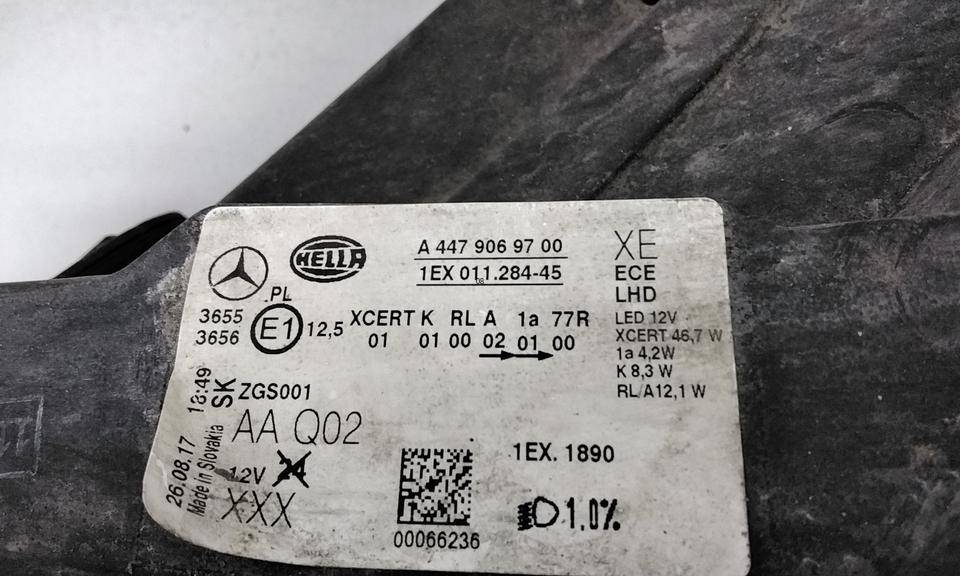 HELLA
A 447 906 97 00
1EX 011.284-45
XE
ECE
LHD
LED 12V
XCERT 46,7 W
1a 4,2W
K 8,3 W
RL/A12,1 W
.PL
3655
3656
E1
12,5
XCERT K RL A 1a 77R
01 01 00 02 01 00
ZGS001
AA Q02
12V 24
XXX
26.08.17 13:49
Made in Slovakia
SK
00066236
1EX. 1890
1,0%